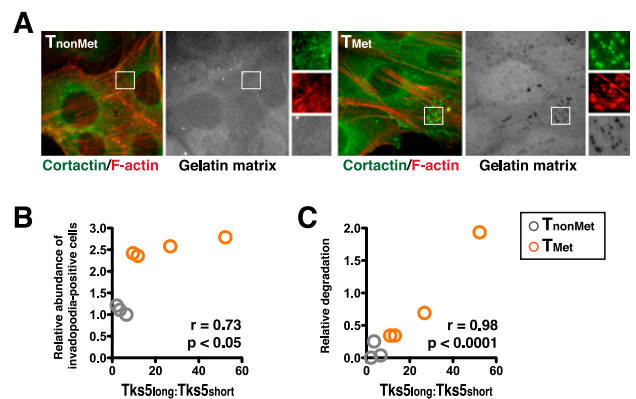 A
TnonMet
TMet
Cortactin/F-actin
Gelatin matrix
Cortactin/F-actin
Gelatin matrix
B
Relative abundance of
invadopodia-positive cells
3.0
2.5
2.0
1.5
1.0
0.5
0.0
0
20
40
60
r = 0.73
p < 0.05
Tks5long:Tks5short
C
Relative degradation
2.0
1.5
1.0
0.5
0.0
0
20
40
60
r = 0.98
p < 0.0001
Tks5long:Tks5short
TnonMet
TMet